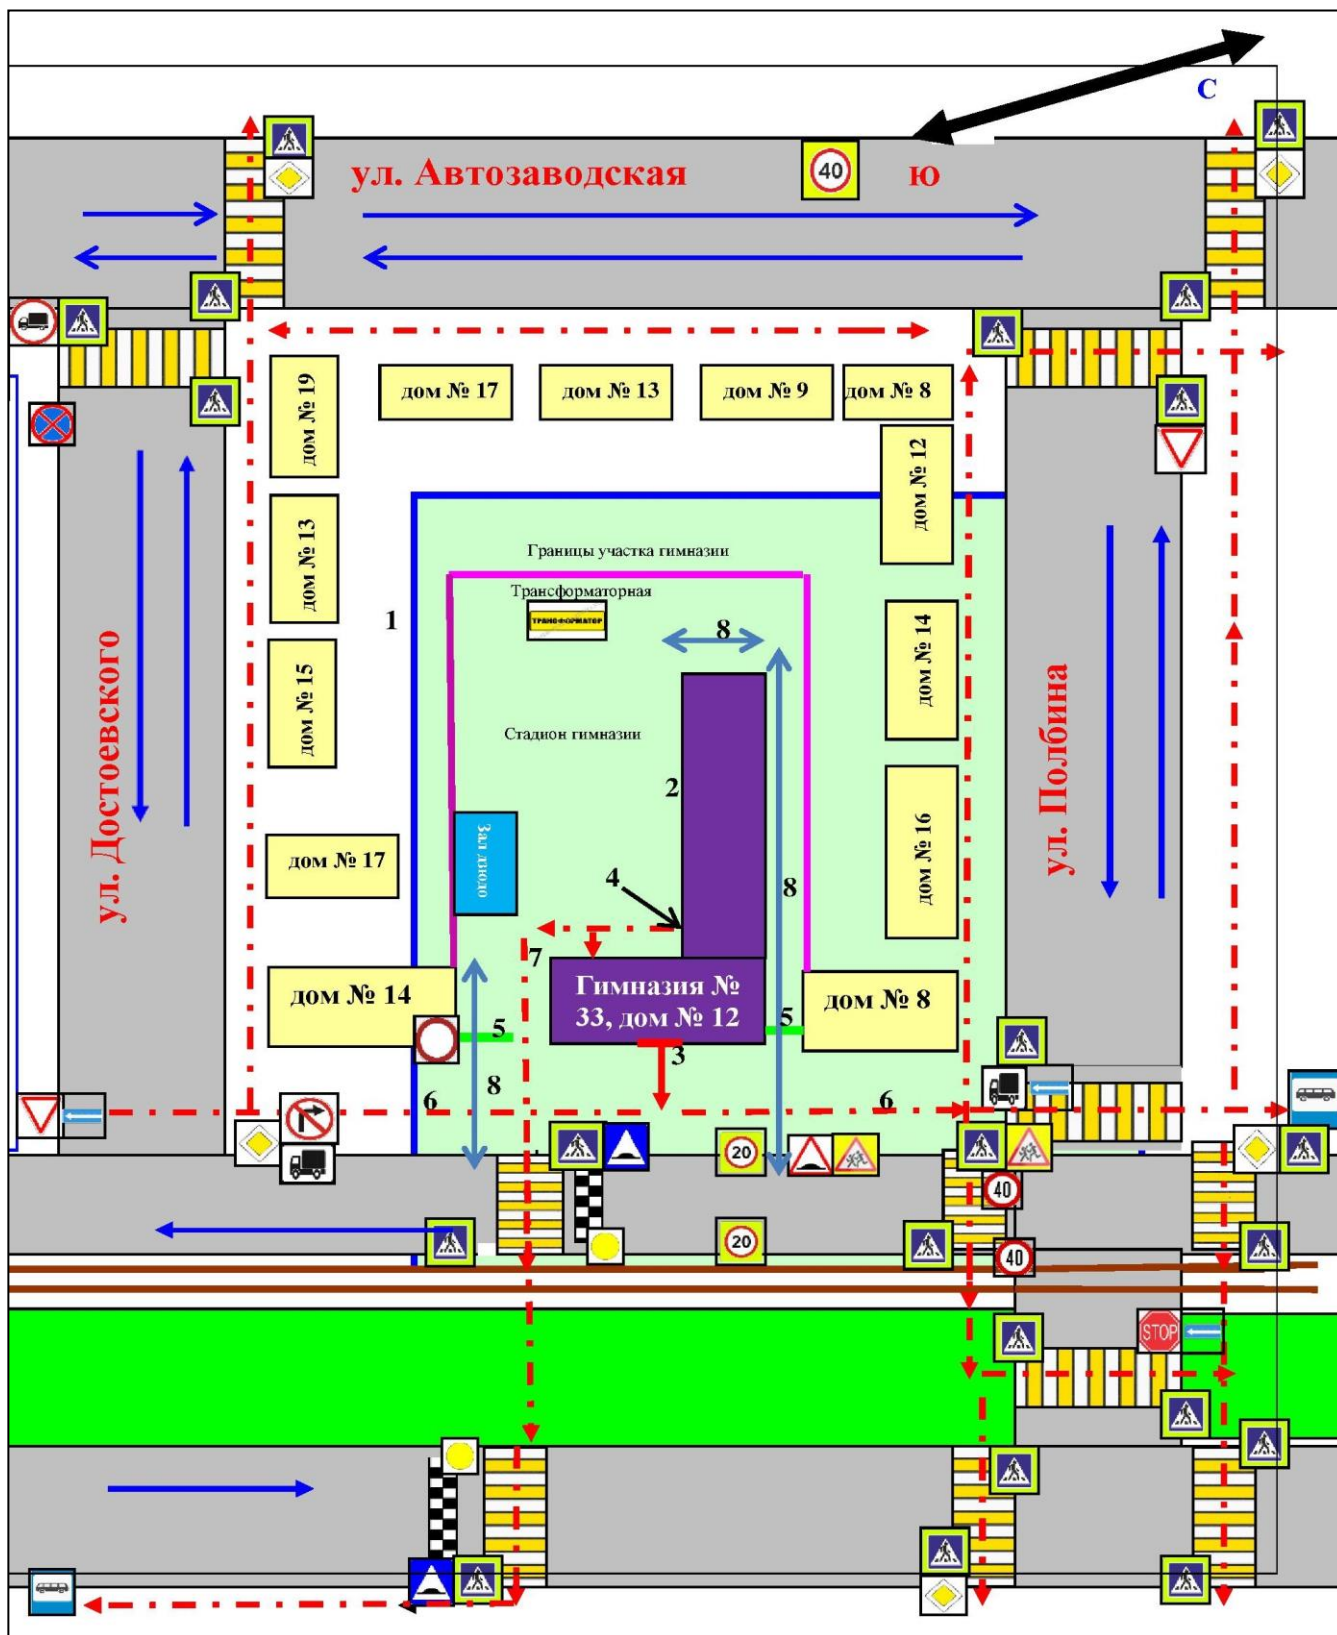 С
ул. Автозаводская
40
Ю
дом № 19
дом № 17
дом № 13
дом № 9
дом № 8
дом № 12
дом № 13
Границы участка гимназии
Трансформаторная
ТРАНСФОРМАТОР
1
8
дом № 14
ул. Достоевского
дом № 15
Стадион гимназии
2
ул. Полбина
дом № 16
дом № 17
Зал дзюдо
4
8
7
дом № 14
Гимназия №
33, дом № 12
дом № 8
5
5
3
8
6
6
20
40
20
40
STOP